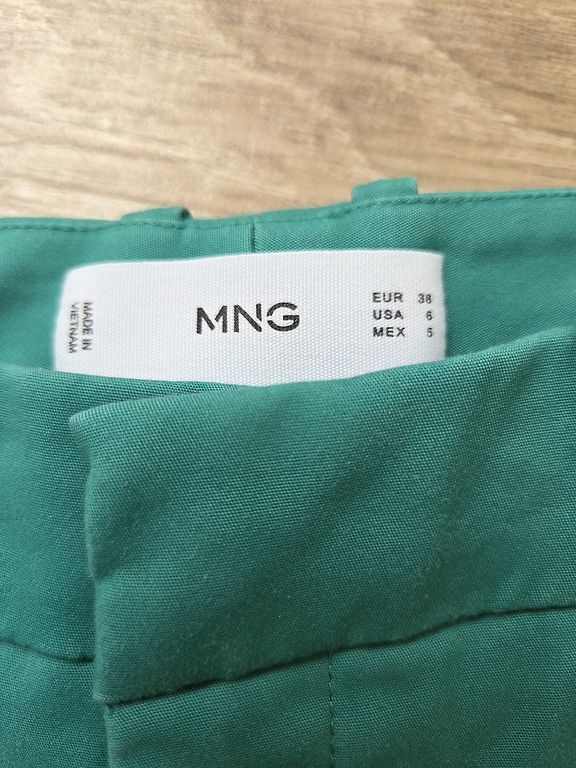 MADE IN
VIETNAM
MNG
EUR 38
USA 6
MEX 5